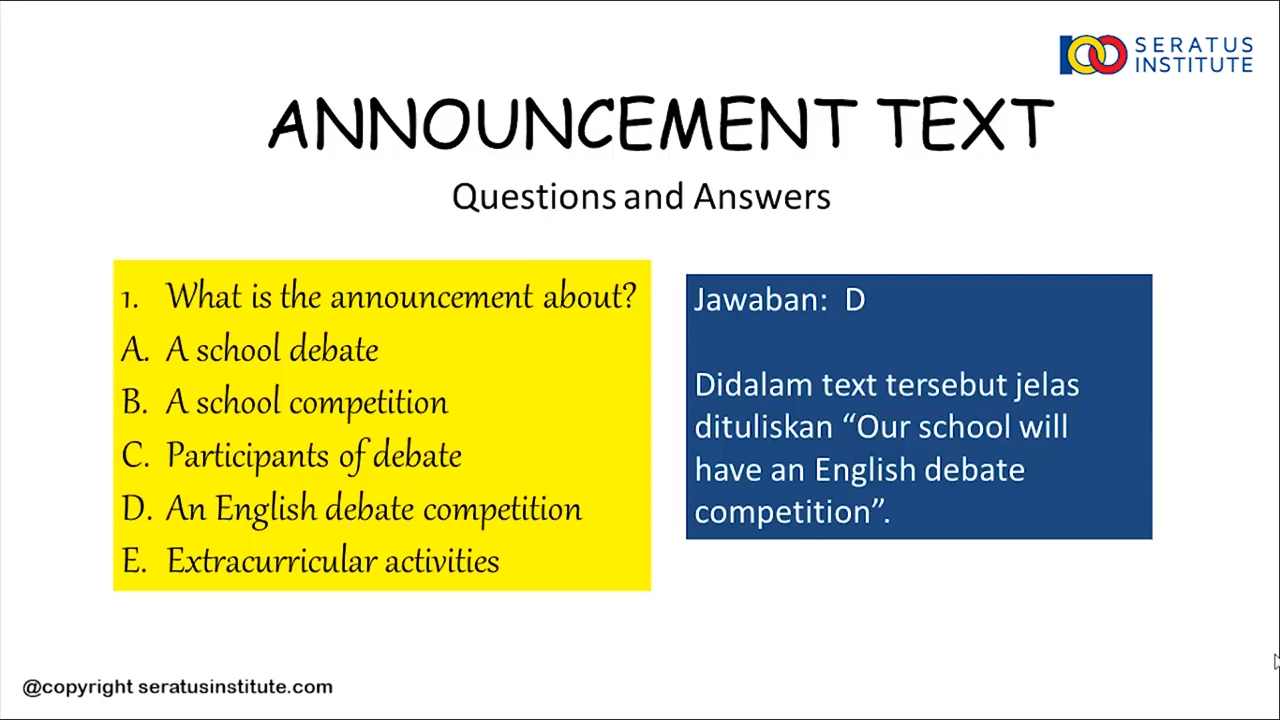 100 SERATUS
INSTITUTE
ANNOUNCEMENT TEXT
Questions and Answers
1. What is the announcement about?
A. A school debate
B. A school competition
C. Participants of debate
D. An English debate competition
E. Extracurricular activities
Jawaban: D
Didalam text tersebut jelas
dituliskan “Our school will
have an English debate
competition”.
@copyright seratusinstitute.com